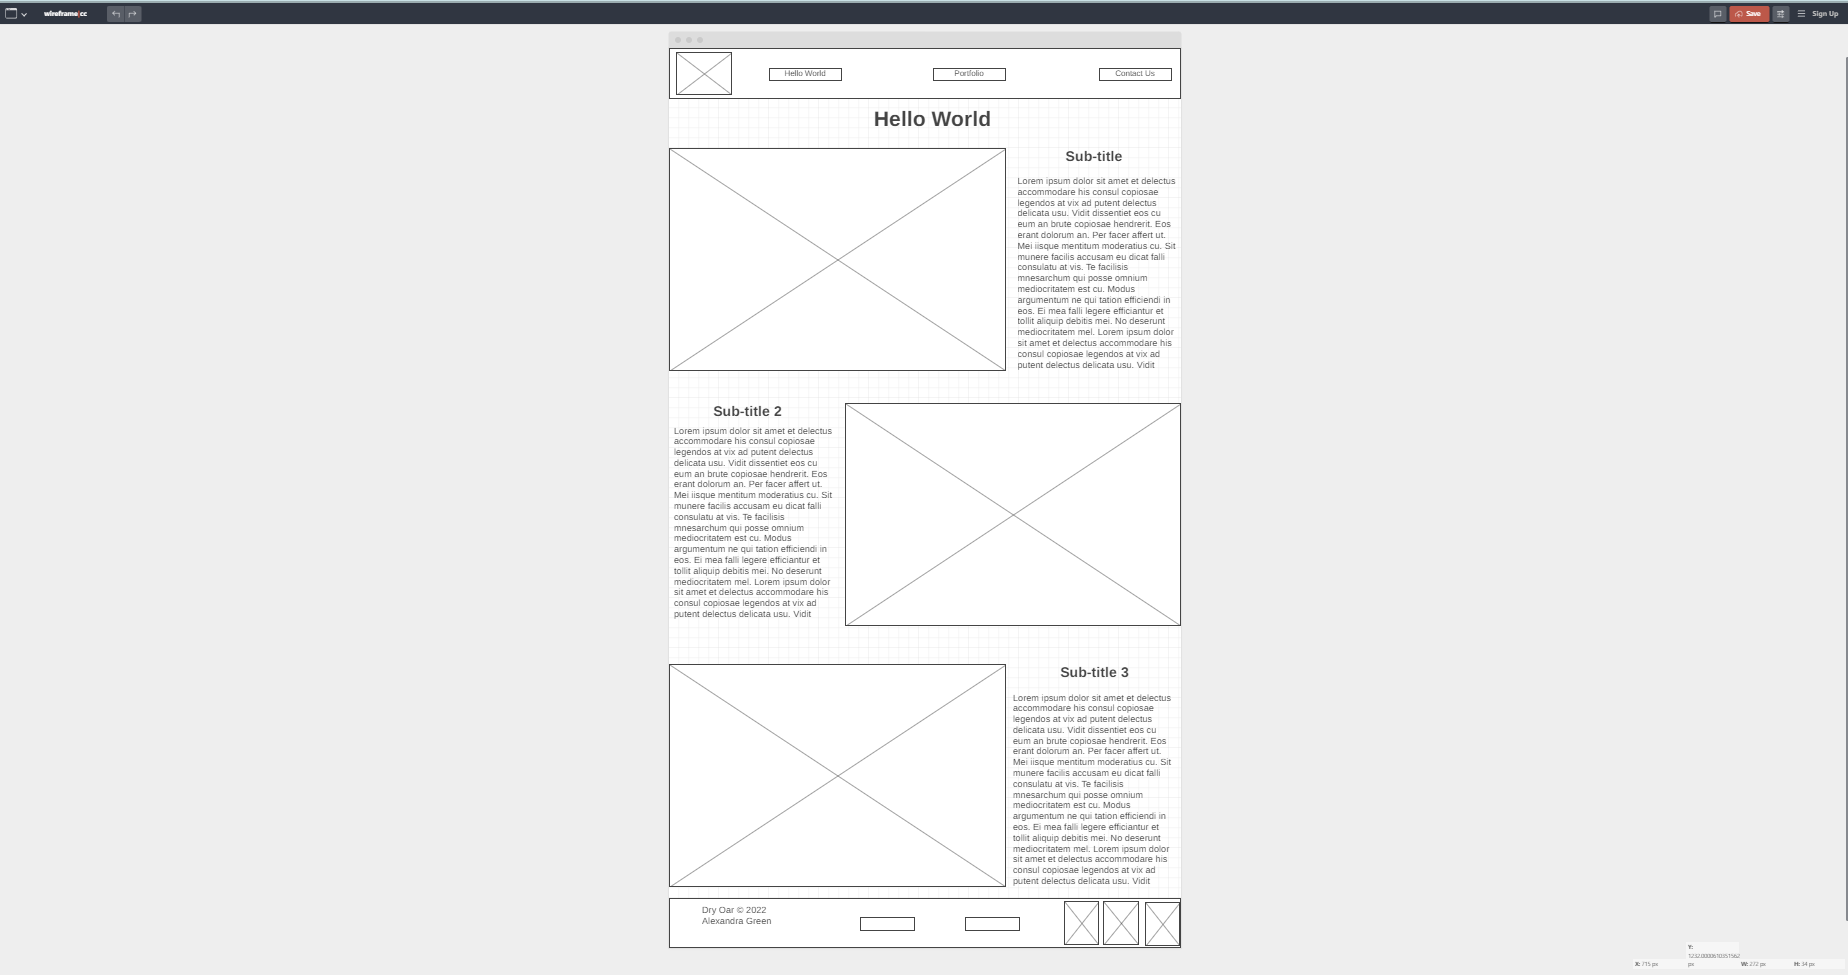 wireframe.cc
Save
Sign Up
Hello World
Portfolio
Contact Us
Hello World
Sub-title
Lorem ipsum dolor sit amet et delectus
accommodare his consul copiosae
legendos at vix ad putent delectus
delicata usu. Vidit dissentiet eos cu
eum an brute copiosae hendrerit. Eos
erant dolorum an. Per facer affert ut.
Mei iisque mentitum moderatius cu. Sit
munere facilis accusam eu dicat falli
consulatu at vis. Te facilisis
mnesarchum qui posse omnium
mediocritatem est cu. Modus
argumentum ne qui tation efficiendi in
eos. Ei mea falli legere efficiantur et
tollit aliquip debitis mei. No deserunt
mediocritatem mel. Lorem ipsum dolor
sit amet et delectus accommodare his
consul copiosae legendos at vix ad
putent delectus delicata usu. Vidit
Sub-title 2
Lorem ipsum dolor sit amet et delectus
accommodare his consul copiosae
legendos at vix ad putent delectus
delicata usu. Vidit dissentiet eos cu
eum an brute copiosae hendrerit. Eos
erant dolorum an. Per facer affert ut.
Mei iisque mentitum moderatius cu. Sit
munere facilis accusam eu dicat falli
consulatu at vis. Te facilisis
mnesarchum qui posse omnium
mediocritatem est cu. Modus
argumentum ne qui tation efficiendi in
eos. Ei mea falli legere efficiantur et
tollit aliquip debitis mei. No deserunt
mediocritatem mel. Lorem ipsum dolor
sit amet et delectus accommodare his
consul copiosae legendos at vix ad
putent delectus delicata usu. Vidit
Sub-title 3
Lorem ipsum dolor sit amet et delectus
accommodare his consul copiosae
legendos at vix ad putent delectus
delicata usu. Vidit dissentiet eos cu
eum an brute copiosae hendrerit. Eos
erant dolorum an. Per facer affert ut.
Mei iisque mentitum moderatius cu. Sit
munere facilis accusam eu dicat falli
consulatu at vis. Te facilisis
mnesarchum qui posse omnium
mediocritatem est cu. Modus
argumentum ne qui tation efficiendi in
eos. Ei mea falli legere efficiantur et
tollit aliquip debitis mei. No deserunt
mediocritatem mel. Lorem ipsum dolor
sit amet et delectus accommodare his
consul copiosae legendos at vix ad
putent delectus delicata usu. Vidit
Dry Oar © 2022
Alexandra Green
Y:
X: 715 px
px
W: 272 px
H: 34 px